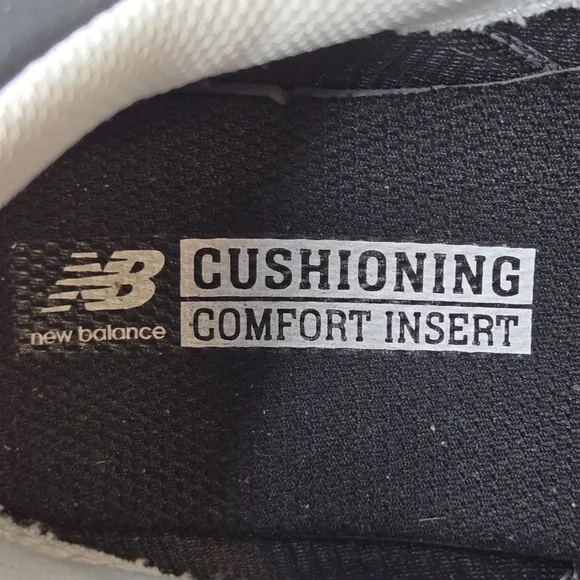 NB
new balance
CUSHIONING
COMFORT INSERT